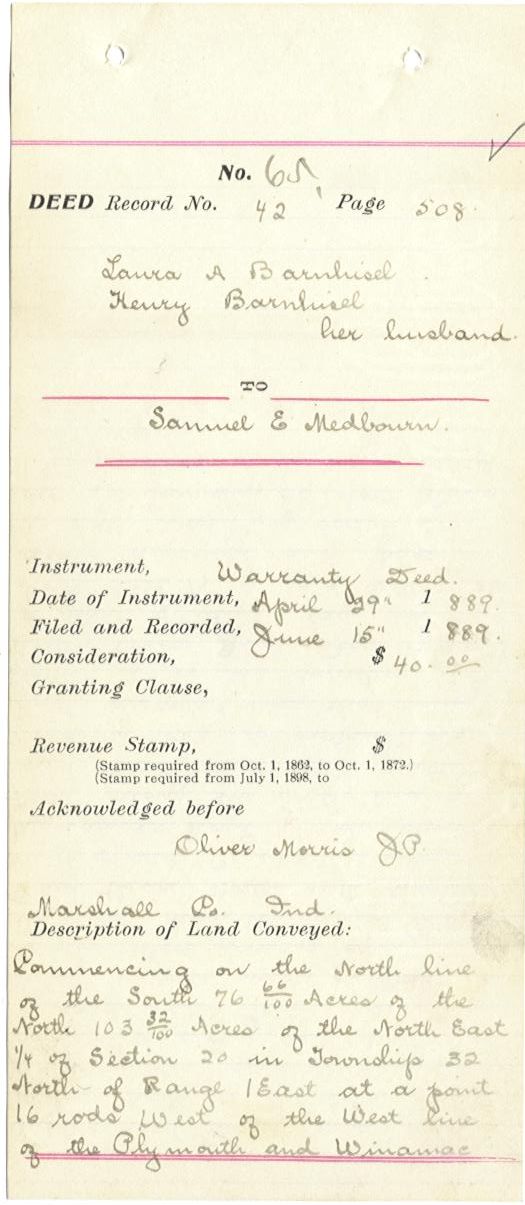 No. 65
DEED Record No. 42 Page 508.
Laura A Barnhisel
Henry Barnhisel
her husband.
TO
Samuel E Medbourn.
Instrument, Warranty Deed.
Date of Instrument, April 29" 1889.
Filed and Recorded, June 15" 1889.
Consideration, $40.00
Granting Clause,
Revenue Stamp, $
(Stamp required from Oct. 1, 1862, to Oct. 1, 1872.)
(Stamp required from July 1, 1898, to
Acknowledged before
Oliver Morris J.P.
Marshall Co. Ind.
Description of Land Conveyed:
Commencing on the North line
of the South 76 66/100 Acres of the
North 103 32/100 Acres of the North East
1/4 of Section 20 in Township 32
North of Range 1 East at a point
16 rods West of the West line
of the Plymouth and Winamac